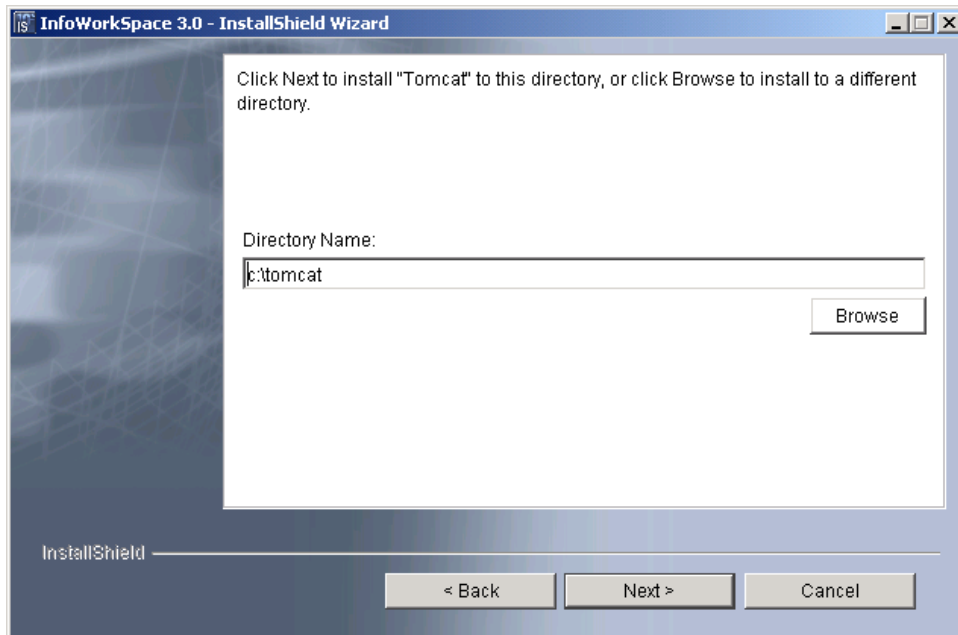 InfoWorkSpace 3.0 - InstallShield Wizard
Click Next to install "Tomcat" to this directory, or click Browse to install to a different
directory.
Directory Name:
c:\tomcat
Browse
InstallShield
< Back Next > Cancel